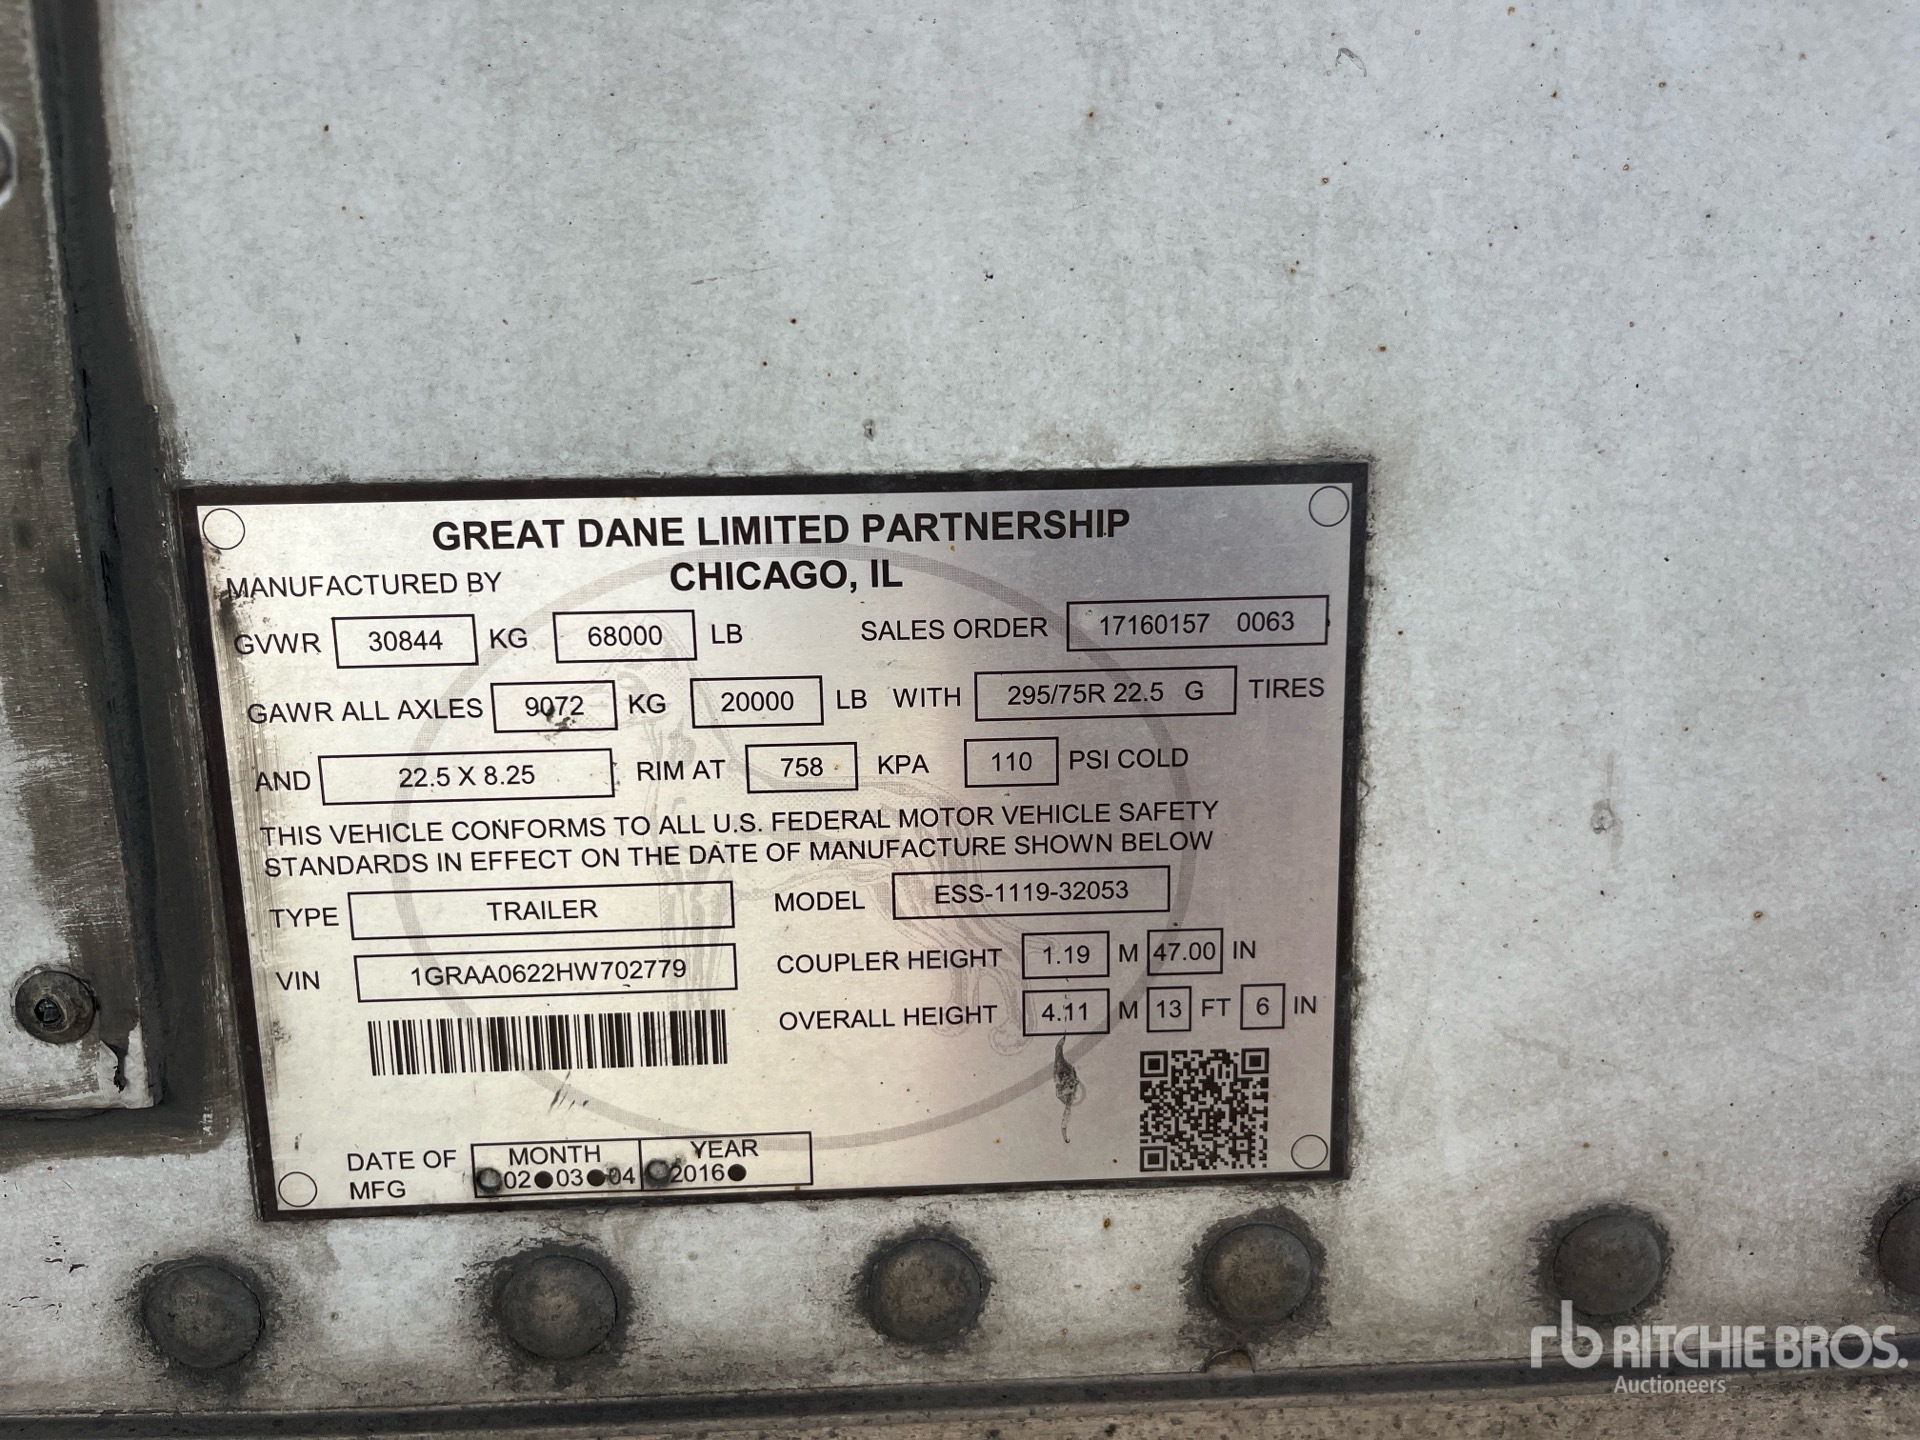 GREAT DANE LIMITED PARTNERSHIP
MANUFACTURED BY CHICAGO, IL
GVWR 30844 KG 68000 LB SALES ORDER 17160157 0063
GAWR ALL AXLES 9072 KG 20000 LB WITH 295/75R 22.5 G TIRES
AND 22.5 X 8.25 RIM AT 758 KPA 110 PSI COLD
THIS VEHICLE CONFORMS TO ALL U.S. FEDERAL MOTOR VEHICLE SAFETY
STANDARDS IN EFFECT ON THE DATE OF MANUFACTURE SHOWN BELOW
TYPE TRAILER MODEL ESS-1119-32053
VIN 1GRAA0622HW702779 COUPLER HEIGHT 1.19 M 47.00 IN
OVERALL HEIGHT 4.11 M 13 FT 6 IN
DATE OF MFG MONTH YEAR
02 03 04 2016
rb RITCHIE BROS.
Auctioneers